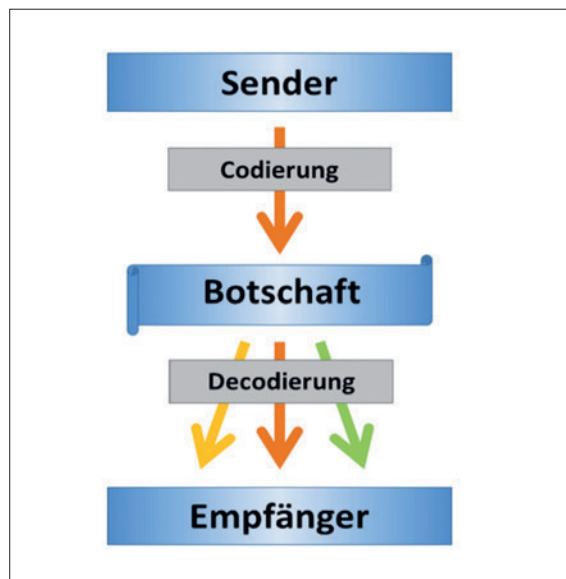 Sender
Codierung
Botschaft
Decodierung
Empfänger